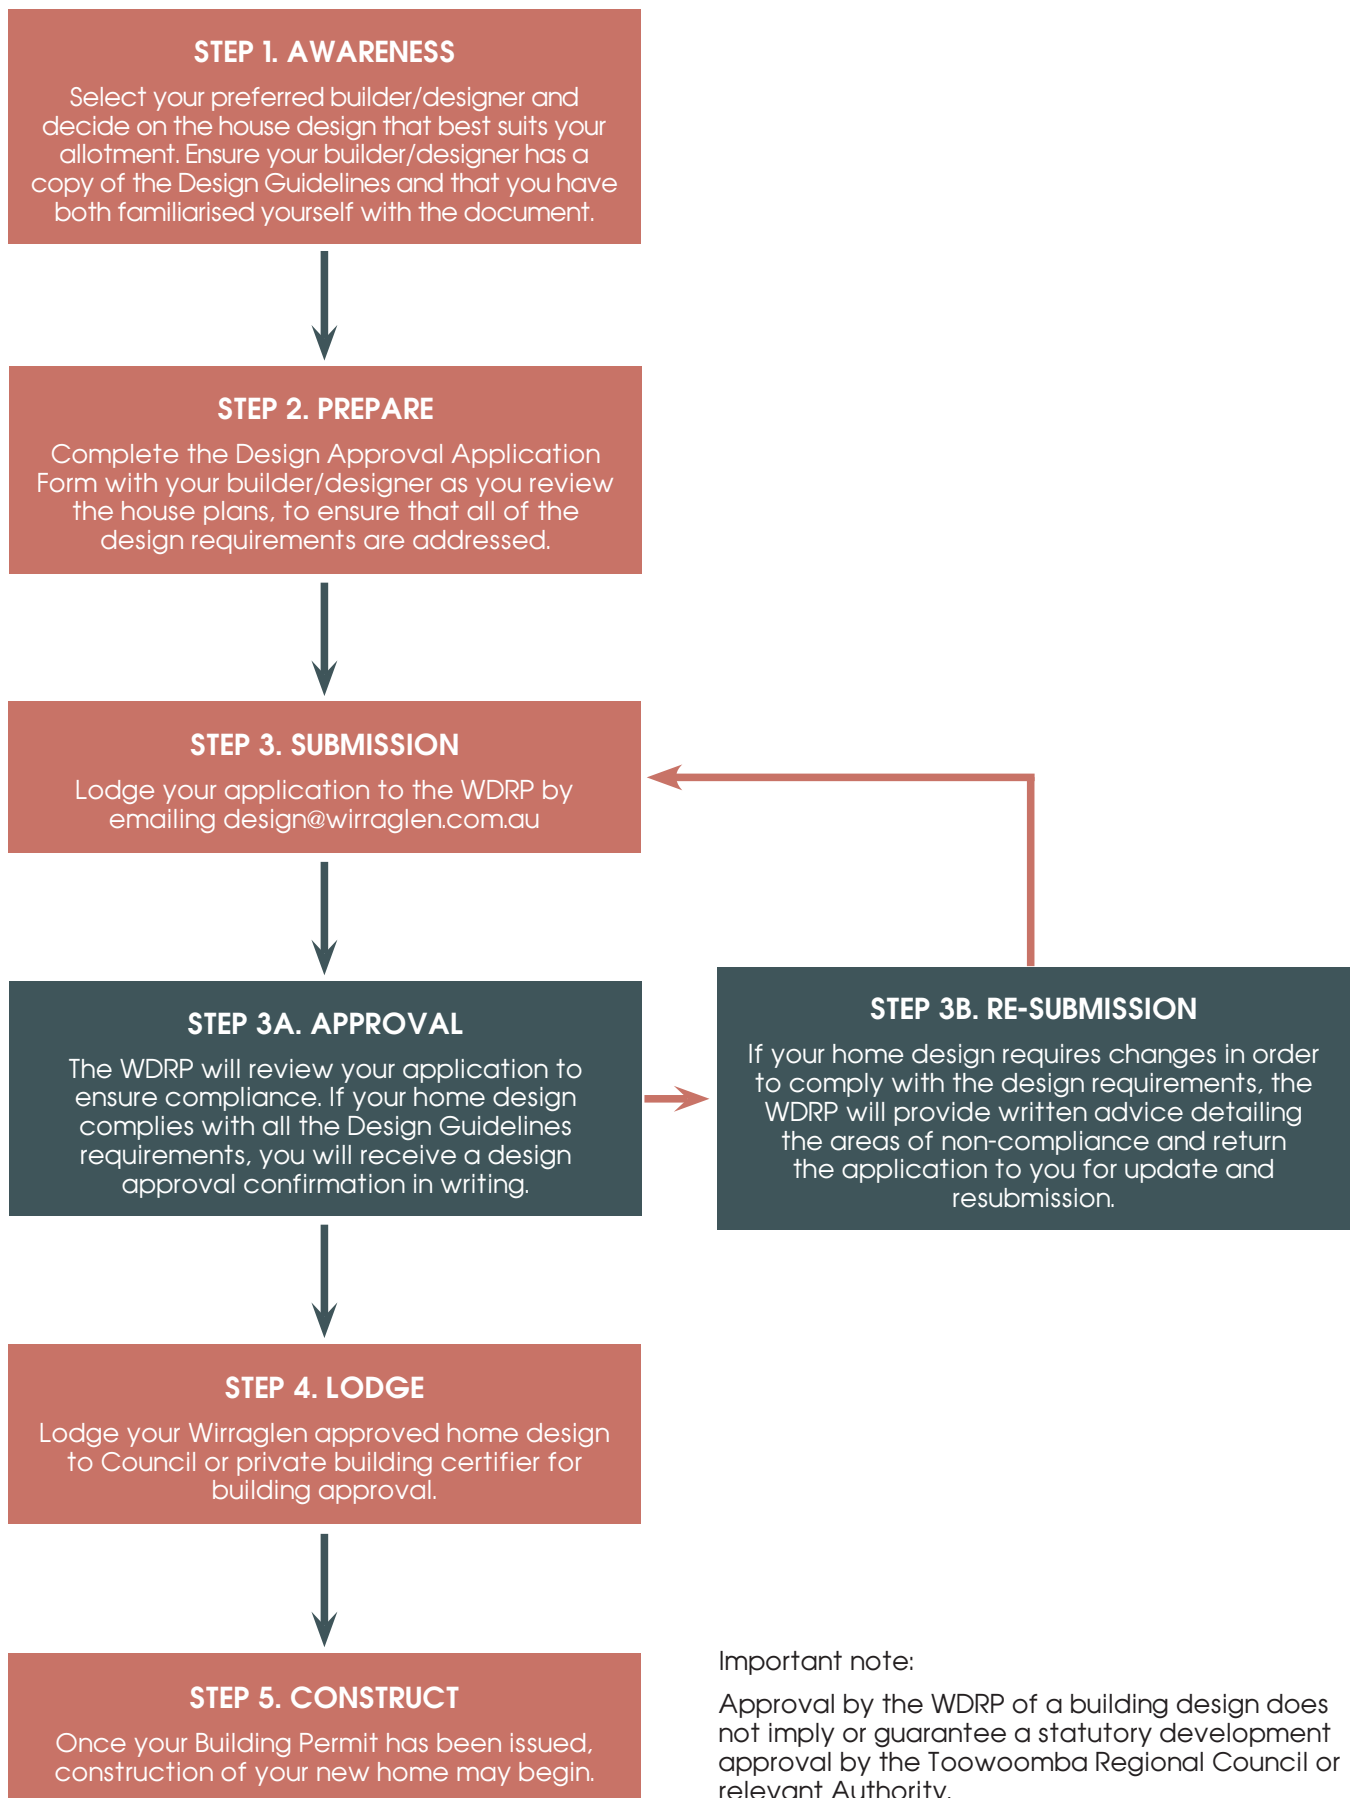 STEP 1. AWARENESS
Select your preferred builder/designer and
decide on the house design that best suits your
allotment. Ensure your builder/designer has a
copy of the Design Guidelines and that you have
both familiarised yourself with the document.
STEP 2. PREPARE
Complete the Design Approval Application
Form with your builder/designer as you review
the house plans, to ensure that all of the
design requirements are addressed.
STEP 3. SUBMISSION
Lodge your application to the WDRP by
emailing design@wirraglen.com.au
STEP 3A. APPROVAL
The WDRP will review your application to
ensure compliance. If your home design
complies with all the Design Guidelines
requirements, you will receive a design
approval confirmation in writing.
STEP 3B. RE-SUBMISSION
If your home design requires changes in order
to comply with the design requirements, the
WDRP will provide written advice detailing
the areas of non-compliance and return
the application to you for update and
resubmission.
STEP 4. LODGE
Lodge your Wirraglen approved home design
to Council or private building certifier for
building approval.
STEP 5. CONSTRUCT
Once your Building Permit has been issued,
construction of your new home may begin.
Important note:
Approval by the WDRP of a building design does
not imply or guarantee a statutory development
approval by the Toowoomba Regional Council or
relevant Authority.